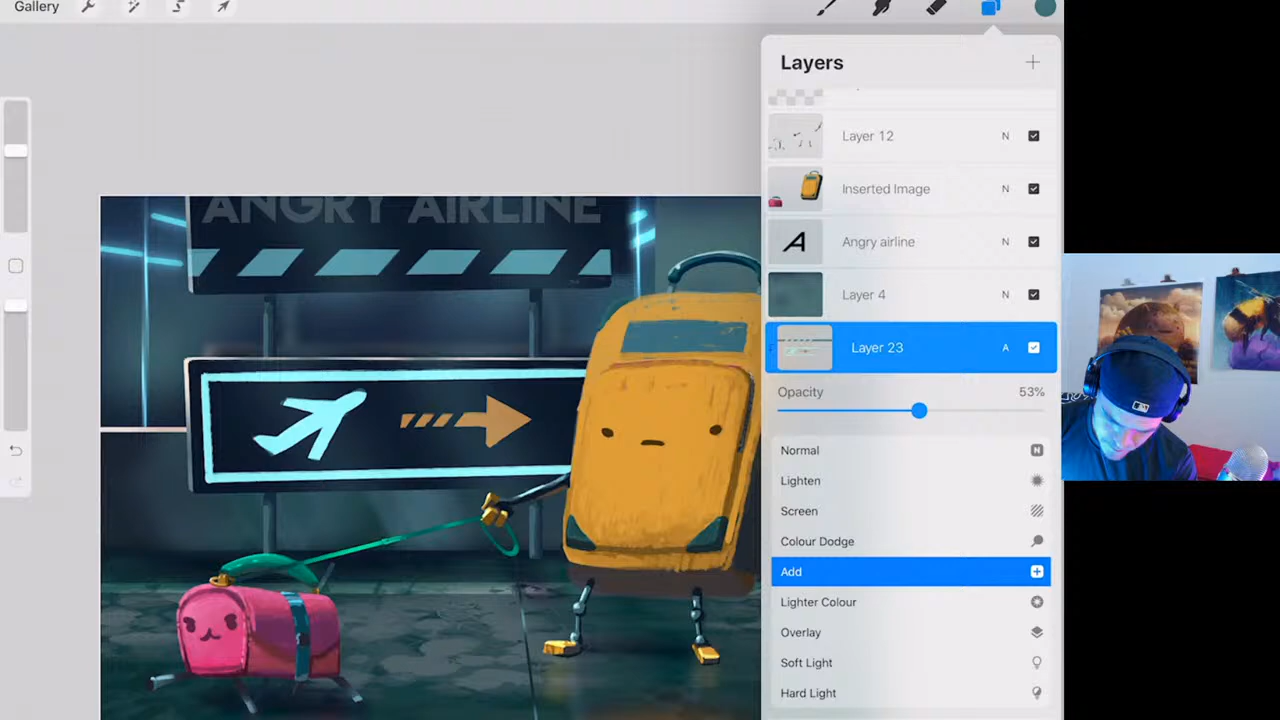 Gallery
Layers
Layer 12 N
Inserted Image N
A
Angry airline N
Layer 4 N
Layer 23 A
Opacity 53%
Normal N
Lighten
Screen
Colour Dodge
Add
Lighter Colour
Overlay
Soft Light
Hard Light
ANGRY AIRLINE